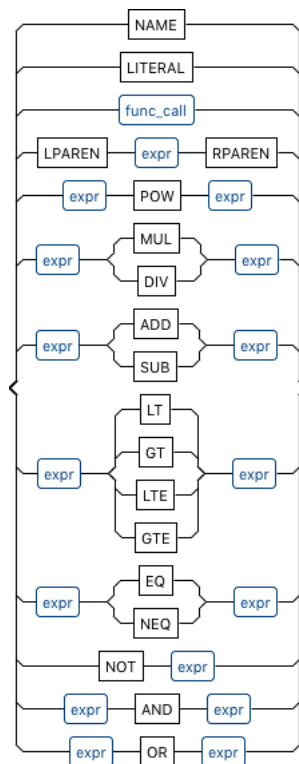 NAME
LITERAL
func_call
LPAREN expr RPAREN
expr POW expr
MUL
expr expr
DIV
ADD
expr expr
SUB
LT
GT
expr expr
LTE
GTE
EQ
expr expr
NEQ
NOT expr
expr AND expr
expr OR expr